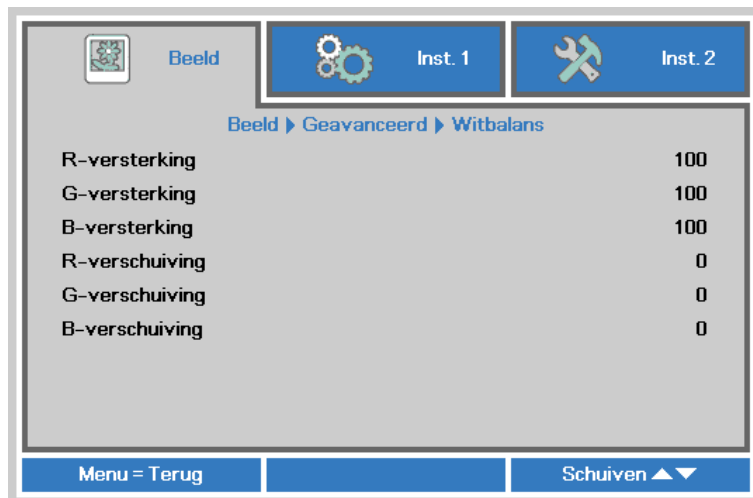 Beeld
Inst. 1
Inst. 2
Beeld ▶ Geavanceerd ▶ Witbalans
R-versterking 100
G-versterking 100
B-versterking 100
R-verschuiving 0
G-verschuiving 0
B-verschuiving 0
Menu = Terug
Schuiven ▲▼